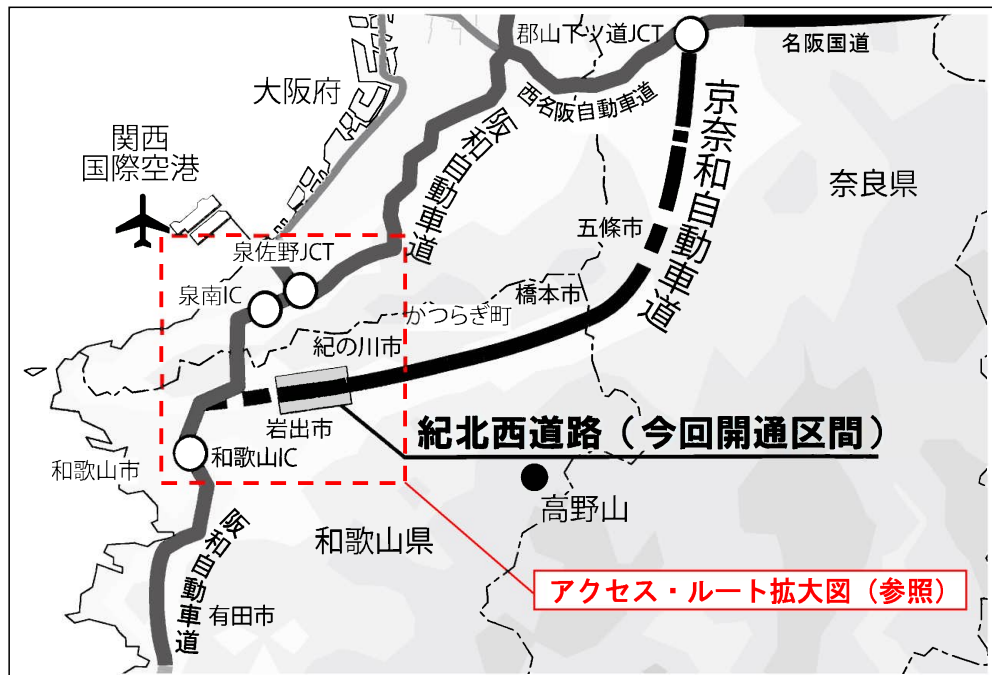 郡山下ツ道JCT
名阪国道
大阪府
西名阪自動車道
関西
国際空港
阪和自動車道
京奈和自動車道
奈良県
泉佐野JCT
五條市
泉南IC
橋本市
かつらぎ町
紀の川市
岩出市
紀北西道路（今回開通区間）
和歌山市
和歌山IC
高野山
和歌山県
阪和自動車道
アクセス・ルート拡大図（参照）
有田市